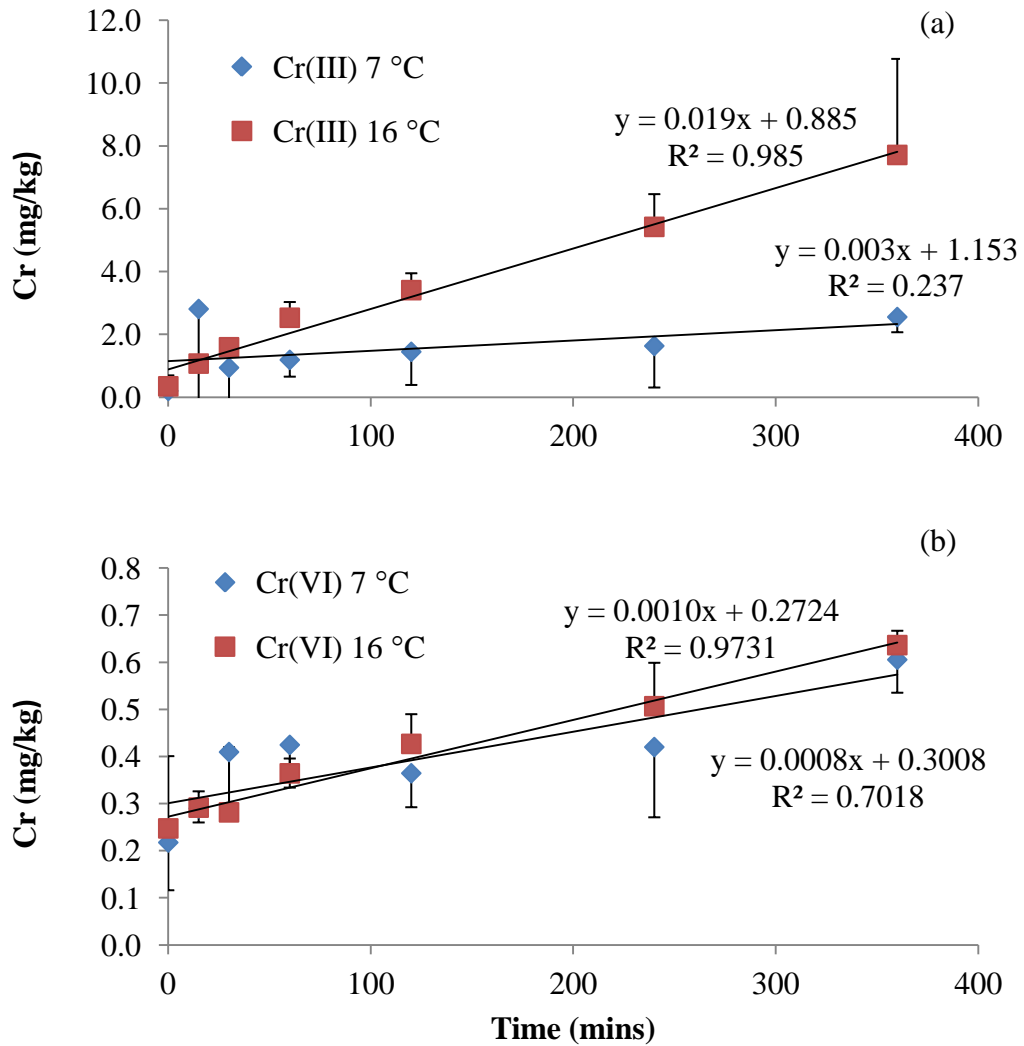 (a)
12.0
10.0
8.0
6.0
4.0
2.0
0.0
Cr (mg/kg)
Cr(III) 7 °C
Cr(III) 16 °C
y = 0.019x + 0.885
R² = 0.985
y = 0.003x + 1.153
R² = 0.237
0 100 200 300 400
(b)
0.8
0.7
0.6
0.5
0.4
0.3
0.2
0.1
0.0
Cr (mg/kg)
Cr(VI) 7 °C
Cr(VI) 16 °C
y = 0.0010x + 0.2724
R² = 0.9731
y = 0.0008x + 0.3008
R² = 0.7018
0 100 200 300 400
Time (mins)